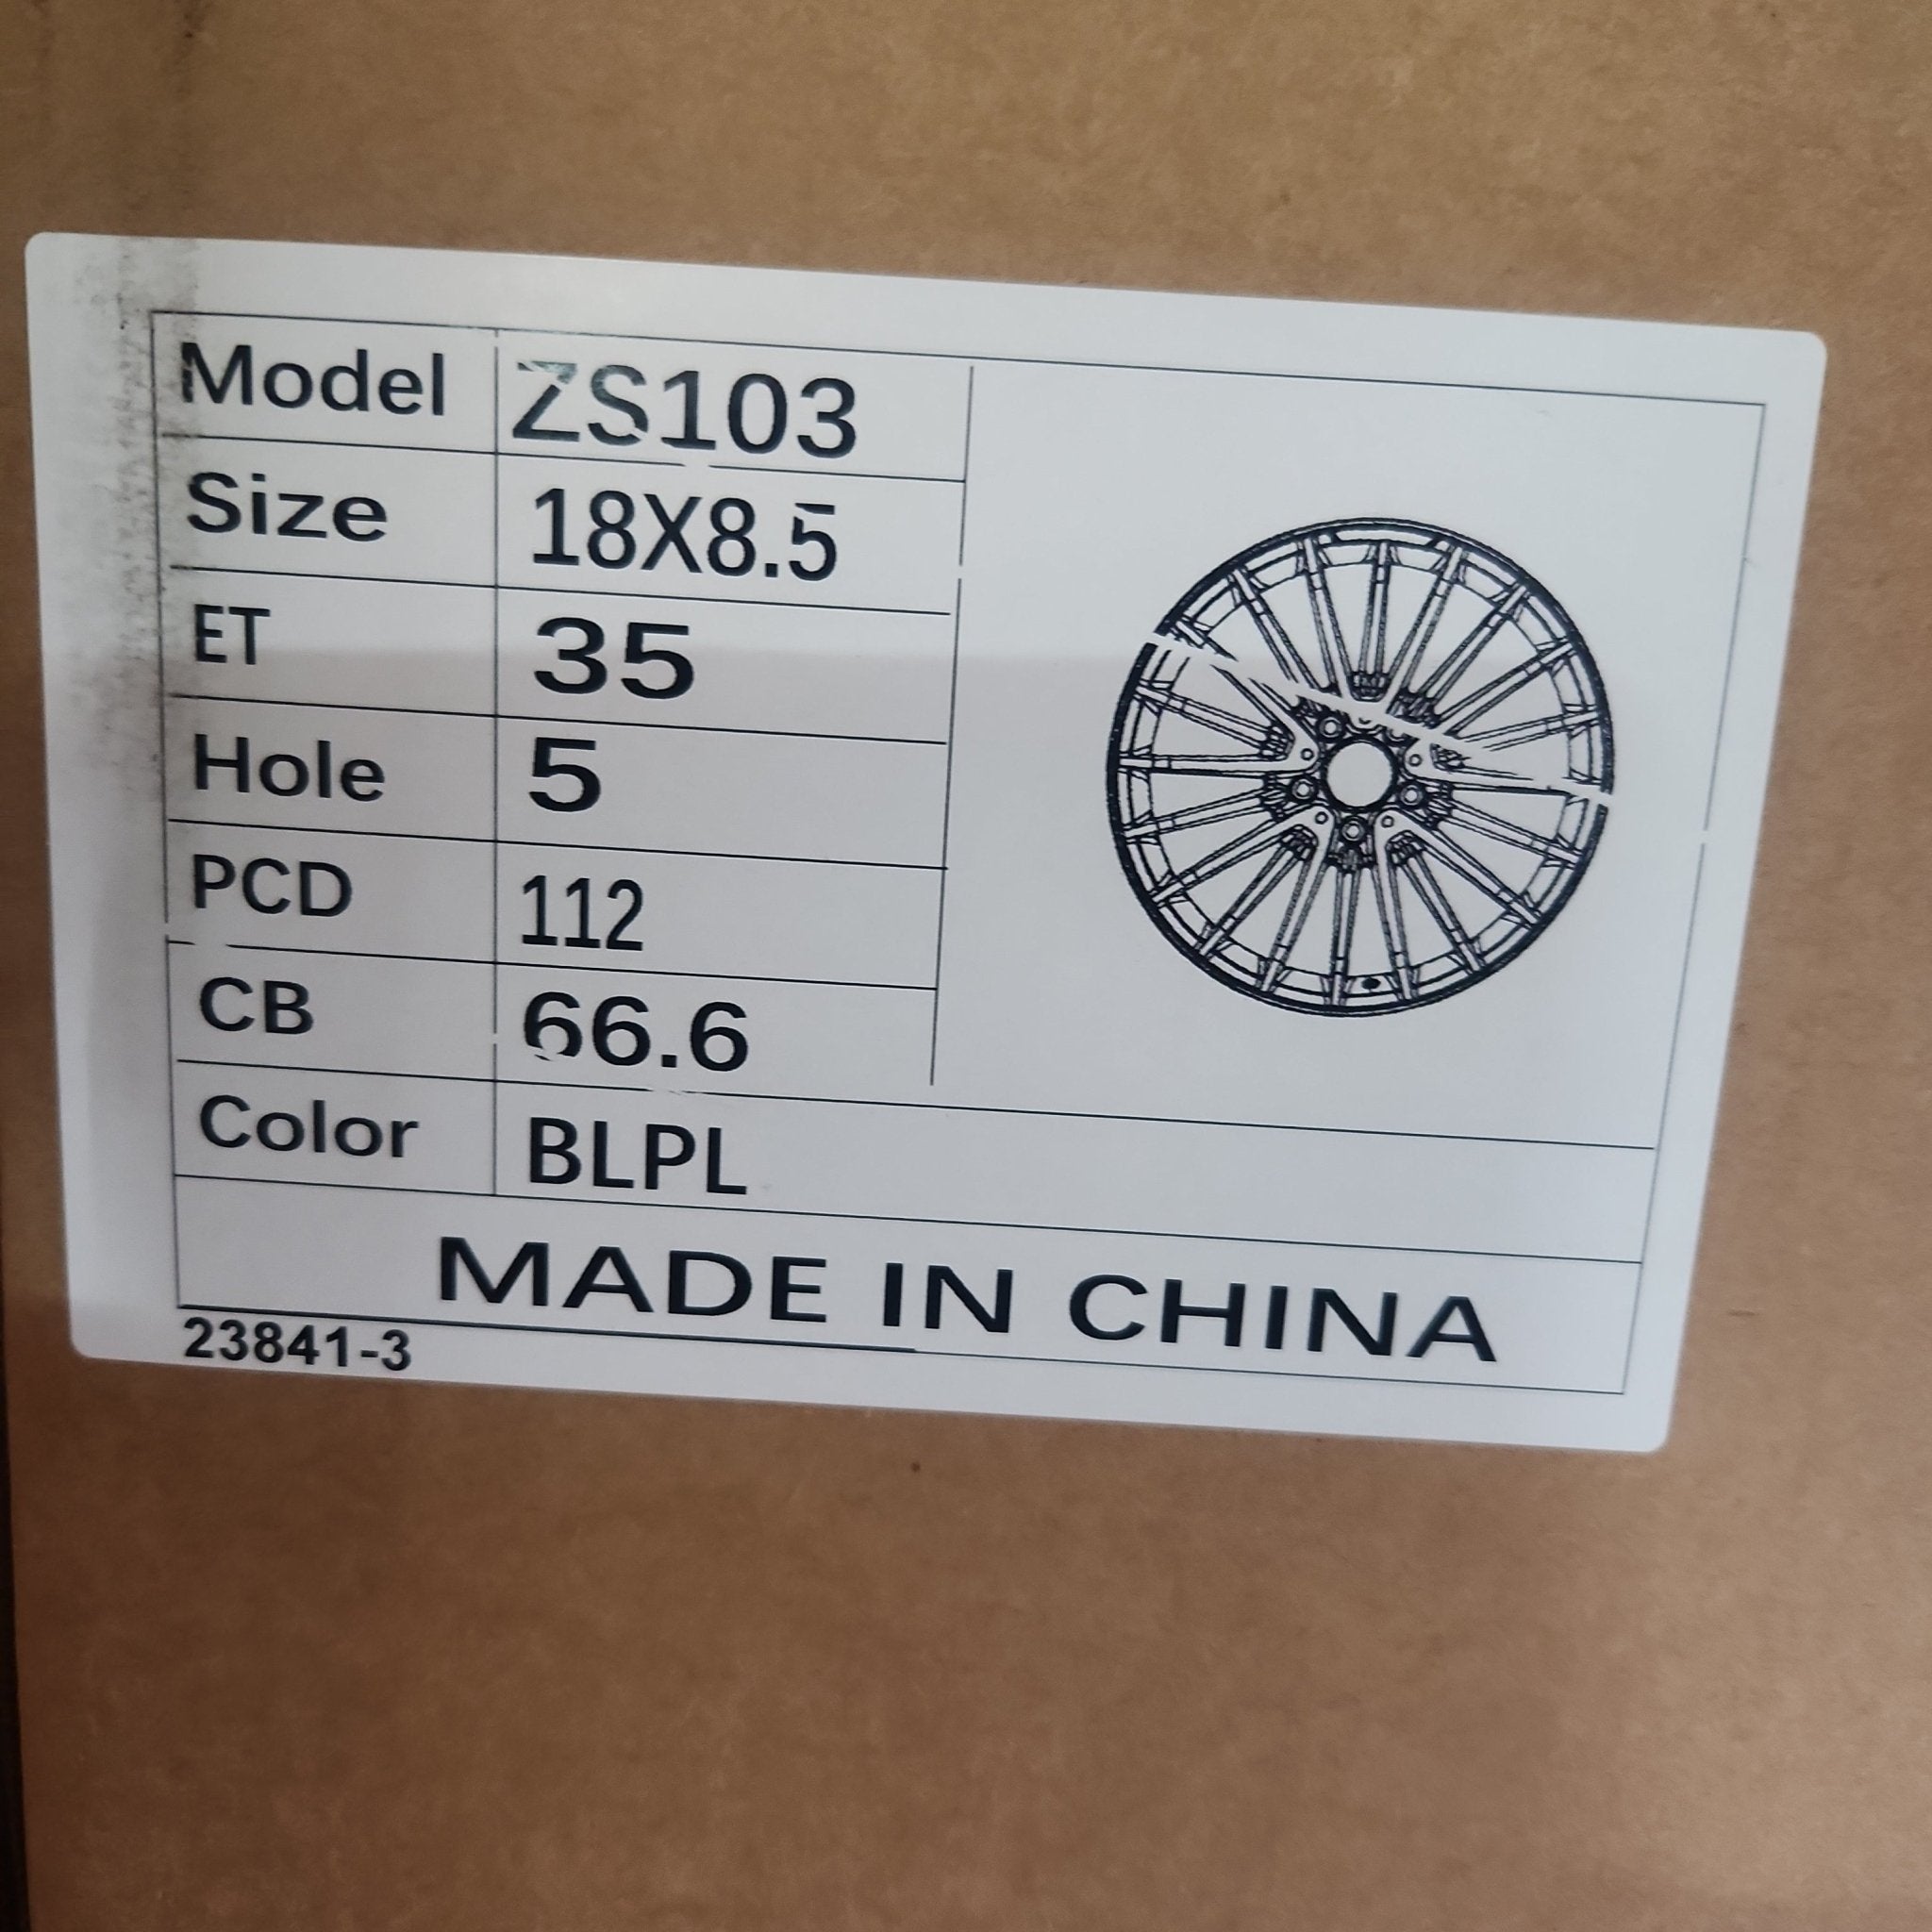 Model ZS103
Size 18X8.5
ET 35
Hole 5
PCD 112
CB 66.6
Color BLPL
MADE IN CHINA
23841-3